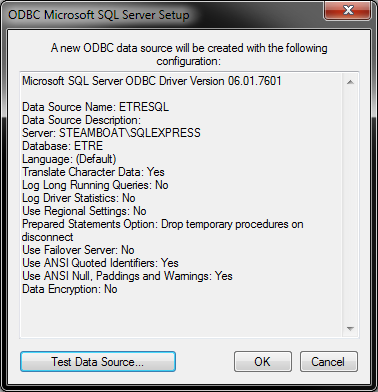 ODBC Microsoft SQL Server Setup
A new ODBC data source will be created with the following
configuration:
Microsoft SQL Server ODBC Driver Version 06.01.7601
Data Source Name: ETRESQL
Data Source Description:
Server: STEAMBOAT\SQLEXPRESS
Database: ETRE
Language: (Default)
Translate Character Data: Yes
Log Long Running Queries: No
Log Driver Statistics: No
Use Regional Settings: No
Prepared Statements Option: Drop temporary procedures on
disconnect
Use Failover Server: No
Use ANSI Quoted Identifiers: Yes
Use ANSI Null, Paddings and Warnings: Yes
Data Encryption: No
Test Data Source...
OK
Cancel